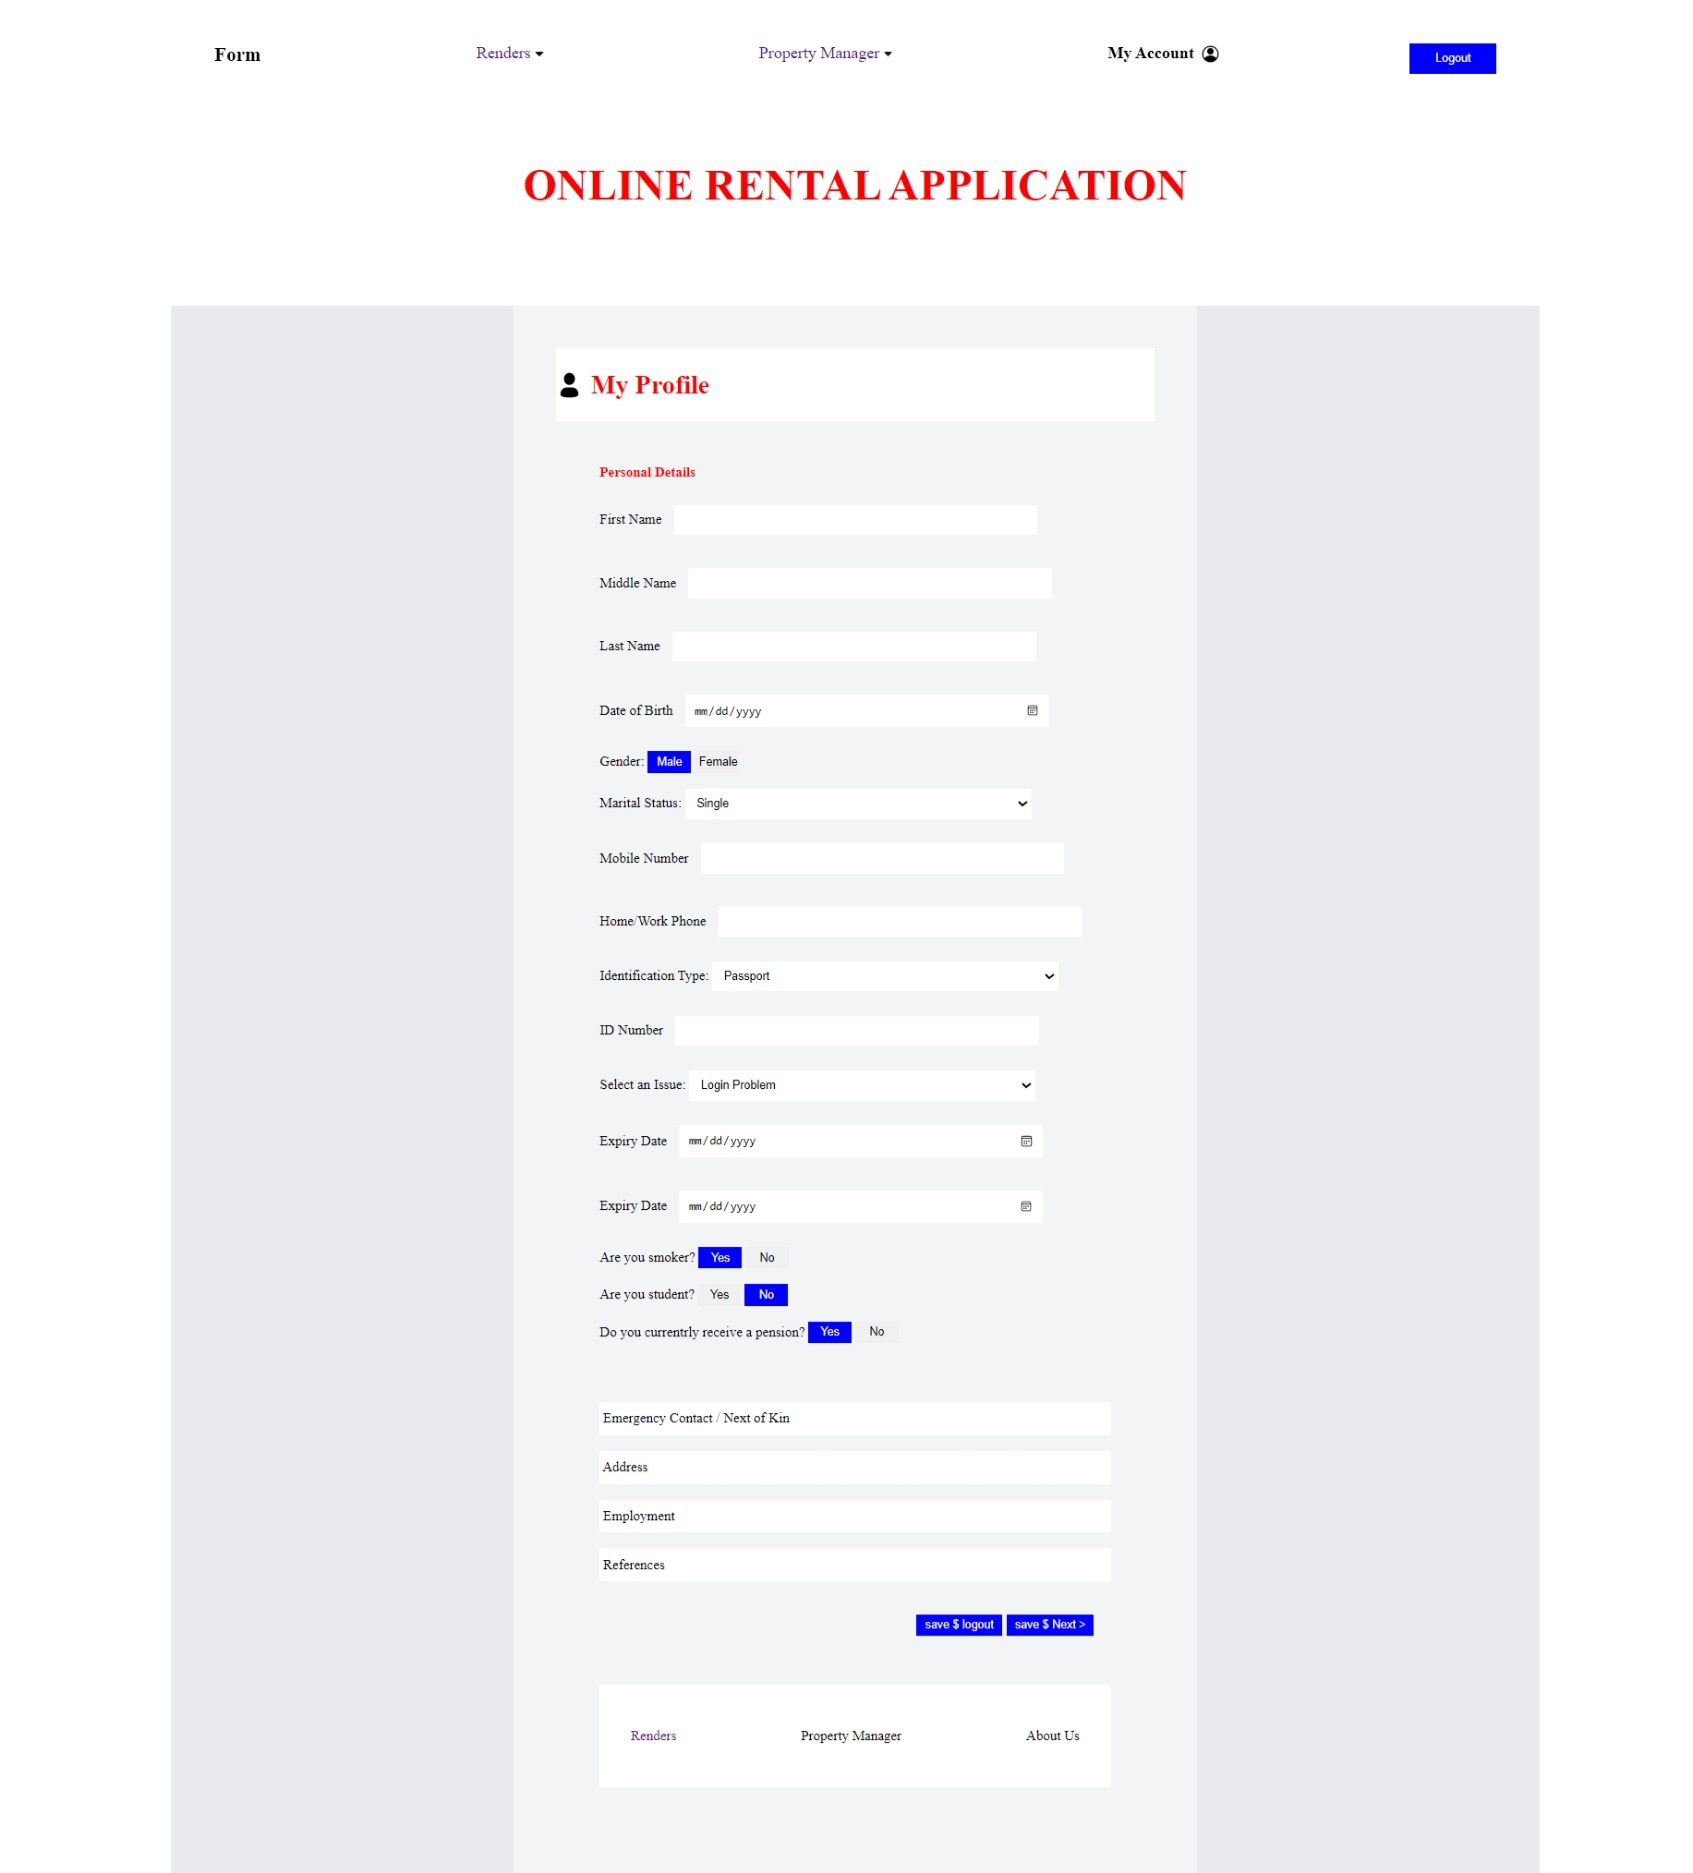 Form Renders Property Manager My Account Logout
ONLINE RENTAL APPLICATION
My Profile
Personal Details
First Name
Middle Name
Last Name
Date of Birth mm/dd/yyyy
Gender: Male Female
Marital Status: Single
Mobile Number
Home/Work Phone
Identification Type: Passport
ID Number
Select an Issue: Login Problem
Expiry Date mm/dd/yyyy
Expiry Date mm/dd/yyyy
Are you smoker? Yes No
Are you student? Yes No
Do you currentrly receive a pension? Yes No
Emergency Contact / Next of Kin
Address
Employment
References
save $ logout save $ Next >
Renders Property Manager About Us